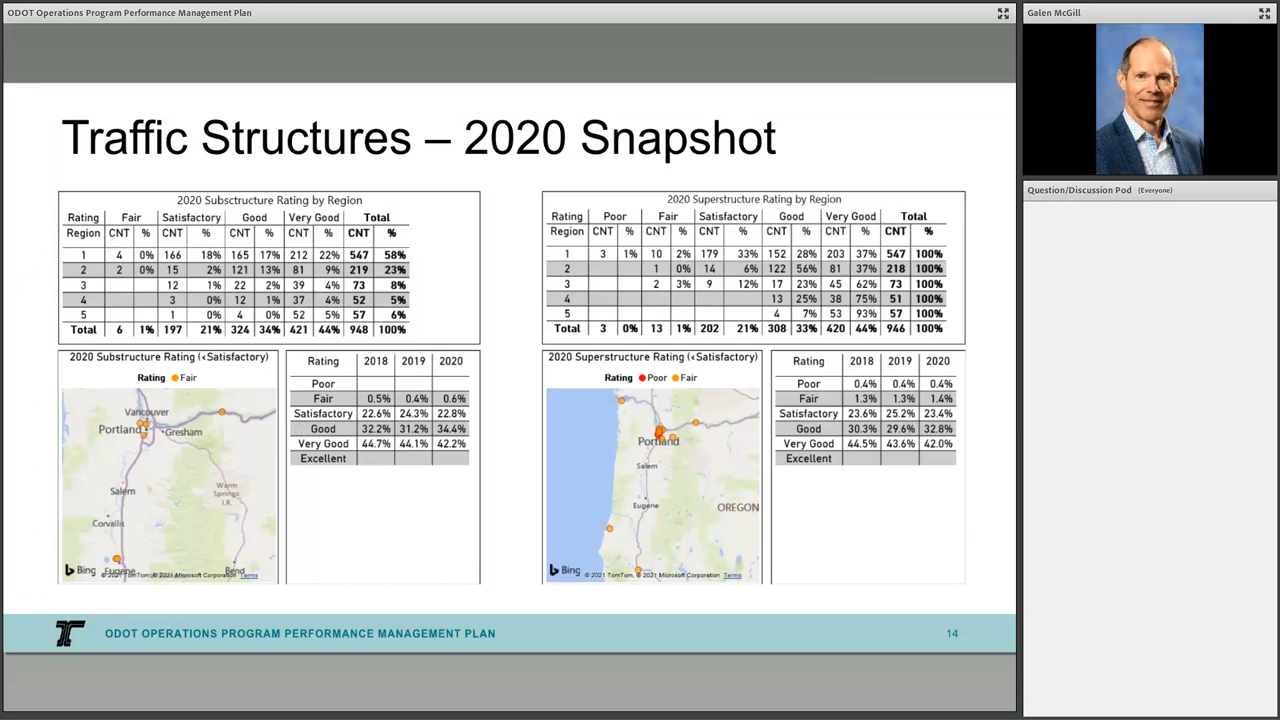 ODOT Operations Program Performance Management Plan
Galen McGill
Question/Discussion Pod (Everyone)
Traffic Structures – 2020 Snapshot
2020 Subsctructure Rating by Region
Rating Fair Satisfactory Good Very Good Total
Region CNT % CNT % CNT % CNT % CNT %
1 4 0% 166 18% 165 17% 212 22% 547 58%
2 2 0% 15 2% 121 13% 81 9% 219 23%
3 12 1% 22 2% 39 4% 73 8%
4 3 0% 12 1% 37 4% 52 5%
5 1 0% 4 0% 52 5% 57 6%
Total 6 1% 197 21% 324 34% 421 44% 948 100%
2020 Superstructure Rating by Region
Rating Poor Fair Satisfactory Good Very Good Total
Region CNT % CNT % CNT % CNT % CNT % CNT %
1 3 1% 10 2% 179 33% 152 28% 203 37% 547 100%
2 1 0% 14 6% 122 56% 81 37% 218 100%
3 2 3% 9 12% 17 23% 45 62% 73 100%
4 13 25% 38 75% 51 100%
5 4 7% 53 93% 57 100%
Total 3 0% 13 1% 202 21% 308 33% 420 44% 946 100%
2020 Substructure Rating (<Satisfactory)
Rating Fair
Vancouver
Portland
Gresham
Salem
Warm
Springs
I.R.
Corvallis
Eugene
Bend
Bing
© 2021 TomTom, © 2021 Microsoft Corporation Terms
Rating 2018 2019 2020
Poor
Fair 0.5% 0.4% 0.6%
Satisfactory 22.6% 24.3% 22.8%
Good 32.2% 31.2% 34.4%
Very Good 44.7% 44.1% 42.2%
Excellent
2020 Superstructure Rating (<Satisfactory)
Rating Poor Fair
Portland
Salem
Eugene
OREGON
Bing
© 2021 TomTom, © 2021 Microsoft Corporation Terms
Rating 2018 2019 2020
Poor 0.4% 0.4% 0.4%
Fair 1.3% 1.3% 1.4%
Satisfactory 23.6% 25.2% 23.4%
Good 30.3% 29.6% 32.8%
Very Good 44.5% 43.6% 42.0%
Excellent
ODOT OPERATIONS PROGRAM PERFORMANCE MANAGEMENT PLAN
14